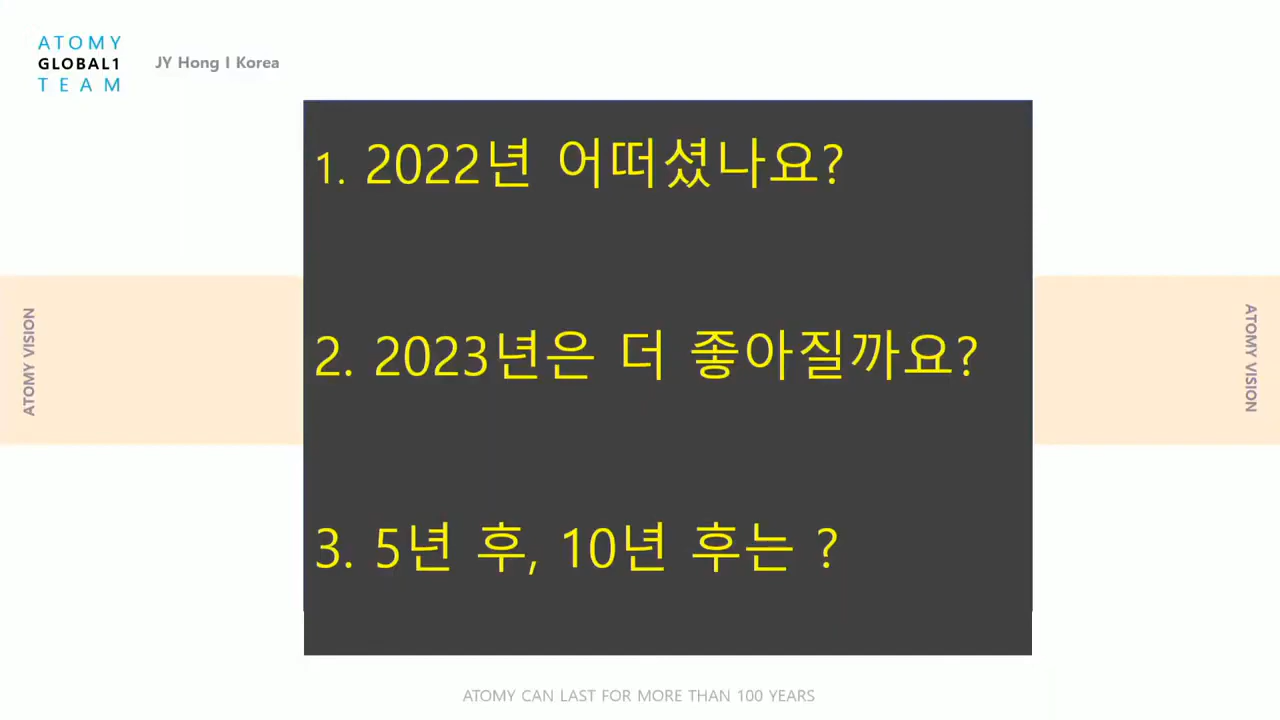 ATOMY
GLOBAL1
TEAM
JY Hong I Korea
1. 2022년 어떠셨나요?
2. 2023년은 더 좋아질까요?
3. 5년 후, 10년 후는 ?
ATOMY VISION
ATOMY VISION
ATOMY CAN LAST FOR MORE THAN 100 YEARS